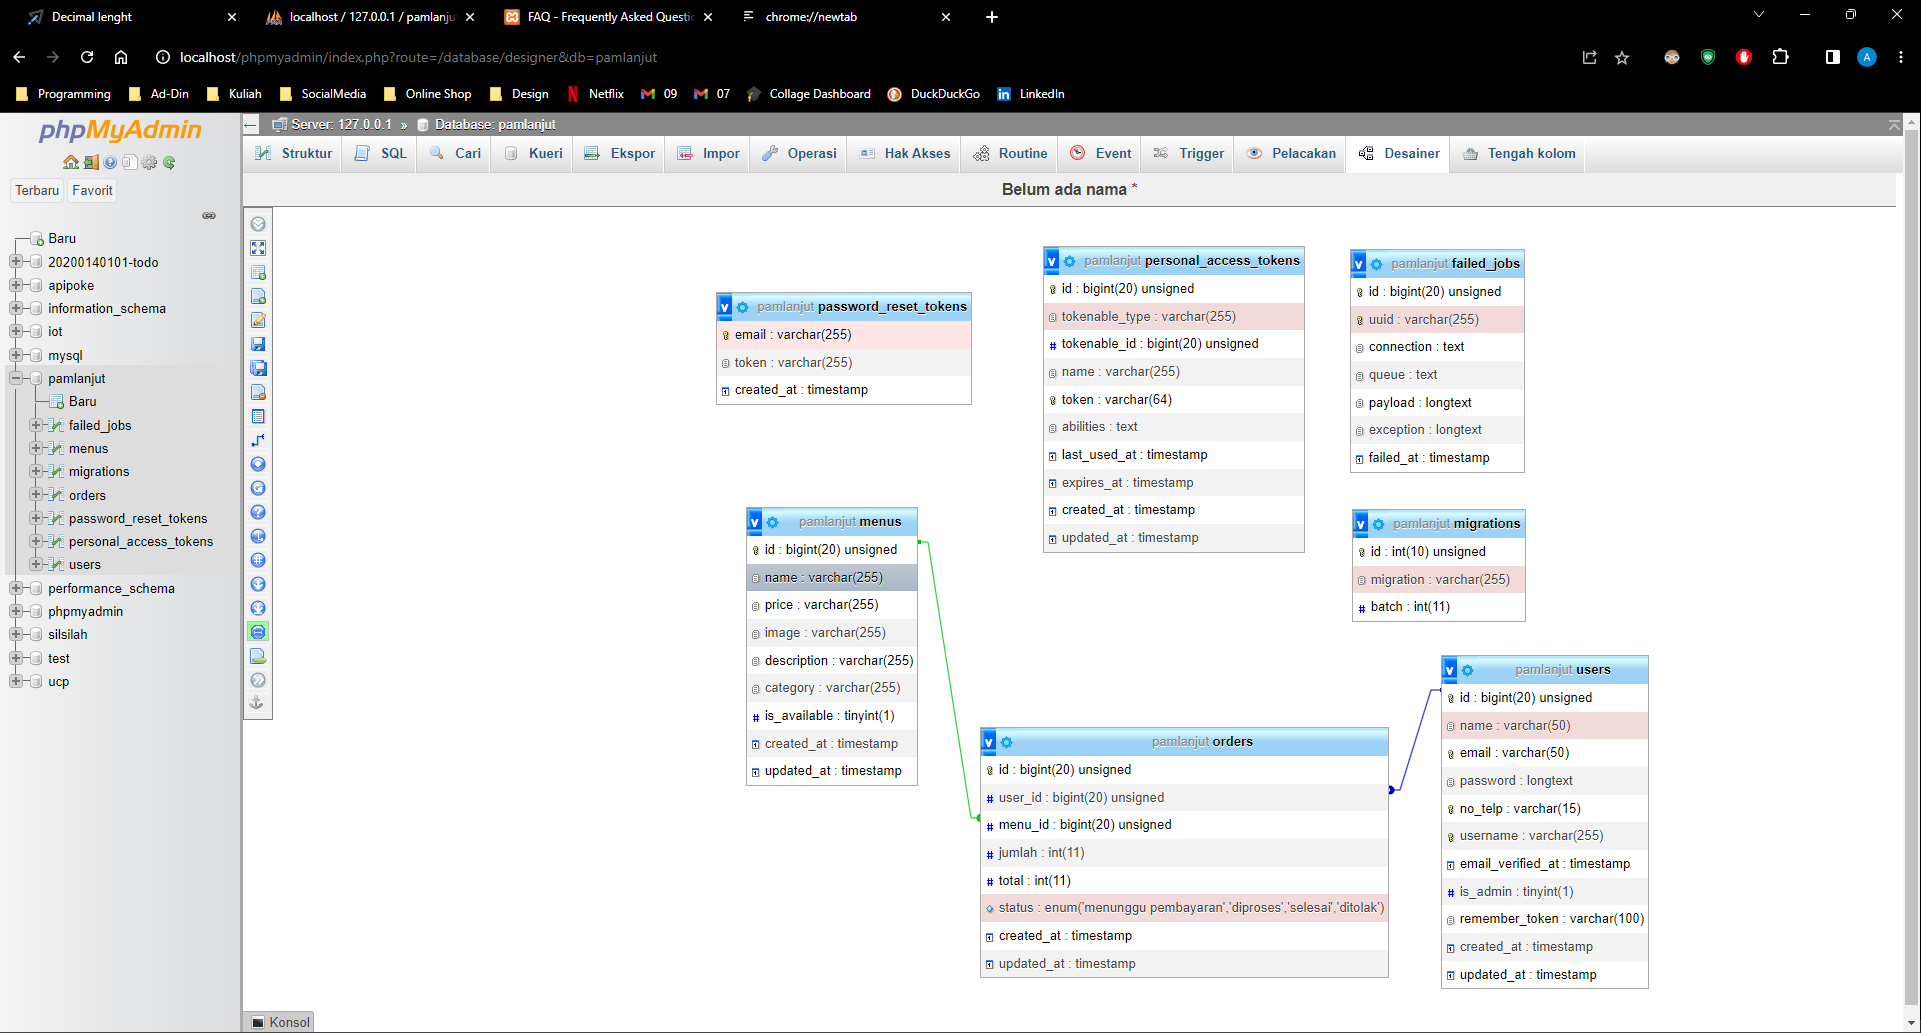 Decimal lenght
localhost / 127.0.0.1 / pamlanju
FAQ - Frequently Asked Questi
chrome://newtab
localhost/phpmyadmin/index.php?route=/database/designer&db=pamlanjut
A
Programming
Ad-Din
Kuliah
SocialMedia
Online Shop
Design
Netflix
09
07
Collage Dashboard
DuckDuckGo
LinkedIn
phpMyAdmin
Terbaru
Favorit
Baru
20200140101-todo
apipoke
information_schema
iot
mysql
pamlanjut
Baru
failed_jobs
menus
migrations
orders
password_reset_tokens
personal_access_tokens
users
performance_schema
phpmyadmin
silsilah
test
ucp
Server: 127.0.0.1 » Database: pamlanjut
Struktur
SQL
Cari
Kueri
Ekspor
Impor
Operasi
Hak Akses
Routine
Event
Trigger
Pelacakan
Desainer
Tengah kolom
Belum ada nama *
v pamlanjut password_reset_tokens
email : varchar(255)
token : varchar(255)
created_at : timestamp
v pamlanjut personal_access_tokens
id : bigint(20) unsigned
tokenable_type : varchar(255)
# tokenable_id : bigint(20) unsigned
name : varchar(255)
token : varchar(64)
abilities : text
last_used_at : timestamp
expires_at : timestamp
created_at : timestamp
updated_at : timestamp
v pamlanjut failed_jobs
id : bigint(20) unsigned
uuid : varchar(255)
connection : text
queue : text
payload : longtext
exception : longtext
failed_at : timestamp
v pamlanjut menus
id : bigint(20) unsigned
name : varchar(255)
price : varchar(255)
image : varchar(255)
description : varchar(255)
category : varchar(255)
# is_available : tinyint(1)
created_at : timestamp
updated_at : timestamp
v pamlanjut migrations
id : int(10) unsigned
migration : varchar(255)
# batch : int(11)
v pamlanjut orders
id : bigint(20) unsigned
# user_id : bigint(20) unsigned
# menu_id : bigint(20) unsigned
# jumlah : int(11)
# total : int(11)
status : enum('menunggu pembayaran','diproses','selesai','ditolak')
created_at : timestamp
updated_at : timestamp
v pamlanjut users
id : bigint(20) unsigned
name : varchar(50)
email : varchar(50)
password : longtext
no_telp : varchar(15)
username : varchar(255)
email_verified_at : timestamp
# is_admin : tinyint(1)
remember_token : varchar(100)
created_at : timestamp
updated_at : timestamp
Konsol